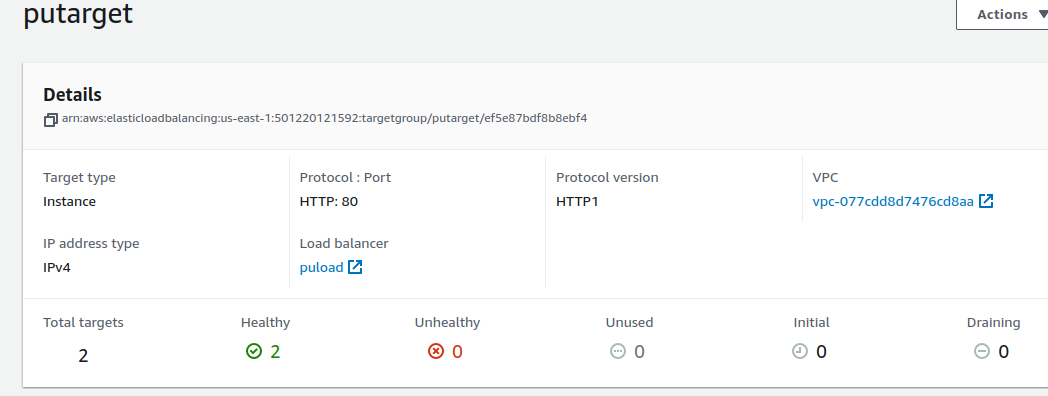 putarget
Actions
Details
arn:aws:elasticloadbalancing:us-east-1:501220121592:targetgroup/putarget/ef5e87bdf8b8ebf4
Target type
Protocol : Port
Protocol version
VPC
Instance
HTTP: 80
HTTP1
vpc-077cdd8d7476cd8aa
IP address type
Load balancer
IPv4
puload
Total targets
Healthy
Unhealthy
Unused
Initial
Draining
2
2
0
0
0
0